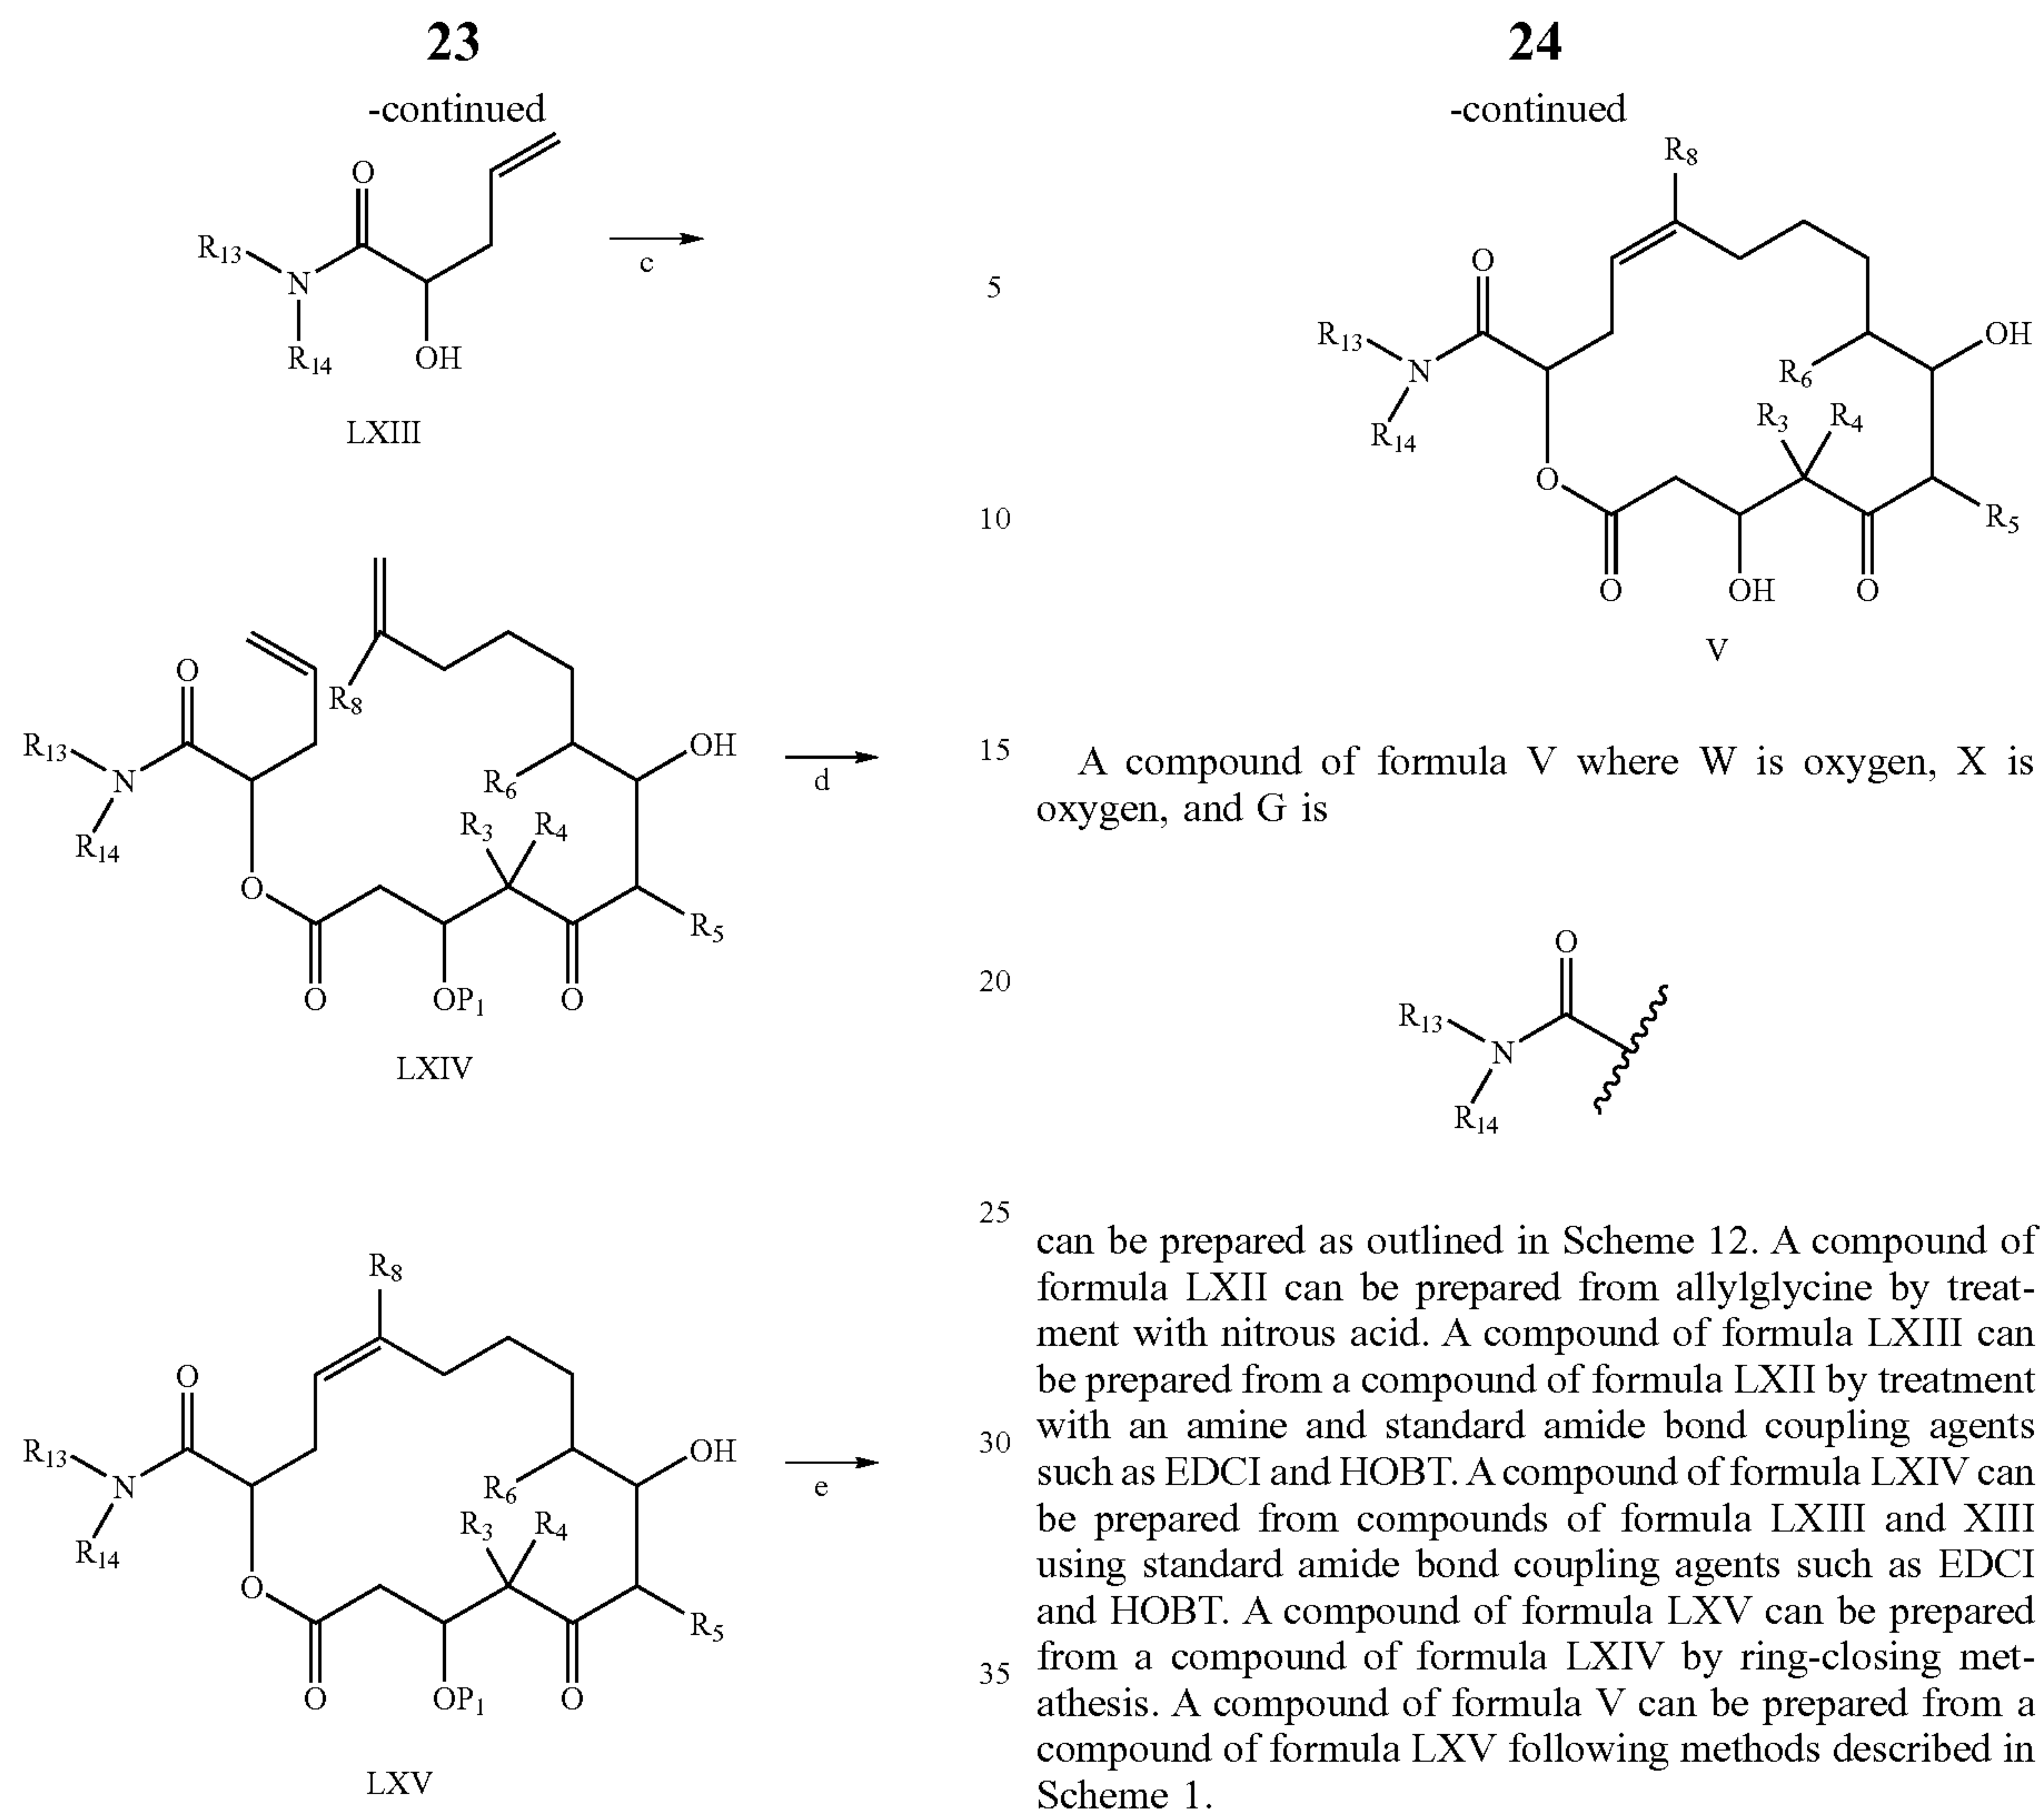 23
-continued
O
R13
N
R14
OH
c
LXIII
R8
O
R13
N
R14
R6
OH
R3 R4
O
R5
O
OP1
O
d
LXIV
R8
O
R13
N
R14
R6
OH
R3 R4
O
R5
O
OP1
O
e
LXV
5
10
15
20
25
30
35
24
-continued
R8
O
R13
N
R14
R6
OH
R3 R4
O
R5
O
OH
O
V
A compound of formula V where W is oxygen, X is
oxygen, and G is
O
R13
N
R14
can be prepared as outlined in Scheme 12. A compound of
formula LXII can be prepared from allylglycine by treat-
ment with nitrous acid. A compound of formula LXIII can
be prepared from a compound of formula LXII by treatment
with an amine and standard amide bond coupling agents
such as EDCI and HOBT. A compound of formula LXIV can
be prepared from compounds of formula LXIII and XIII
using standard amide bond coupling agents such as EDCI
and HOBT. A compound of formula LXV can be prepared
from a compound of formula LXIV by ring-closing met-
athesis. A compound of formula V can be prepared from a
compound of formula LXV following methods described in
Scheme 1.